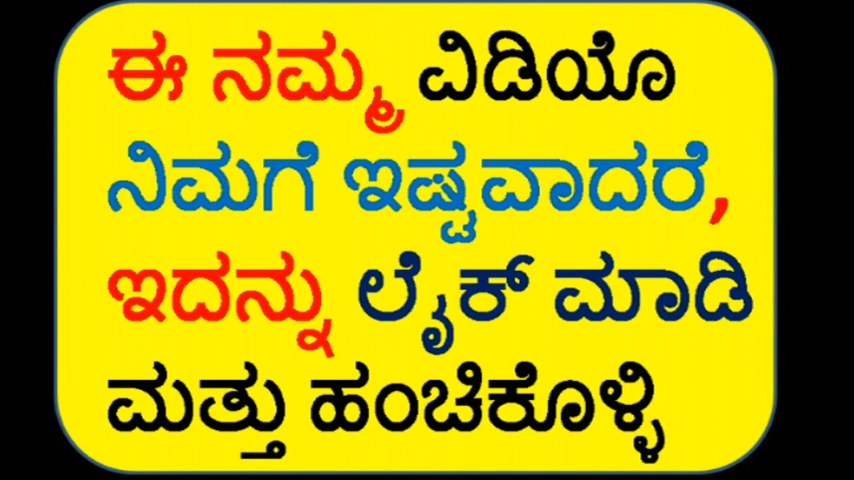 ಈ ನಮ್ಮ ವಿಡಿಯೊ
ನಿಮಗೆ ಇಷ್ಟವಾದರೆ,
ಇದನ್ನು ಲೈಕ್ ಮಾಡಿ
ಮತ್ತು ಹಂಚಿಕೊಳ್ಳಿ